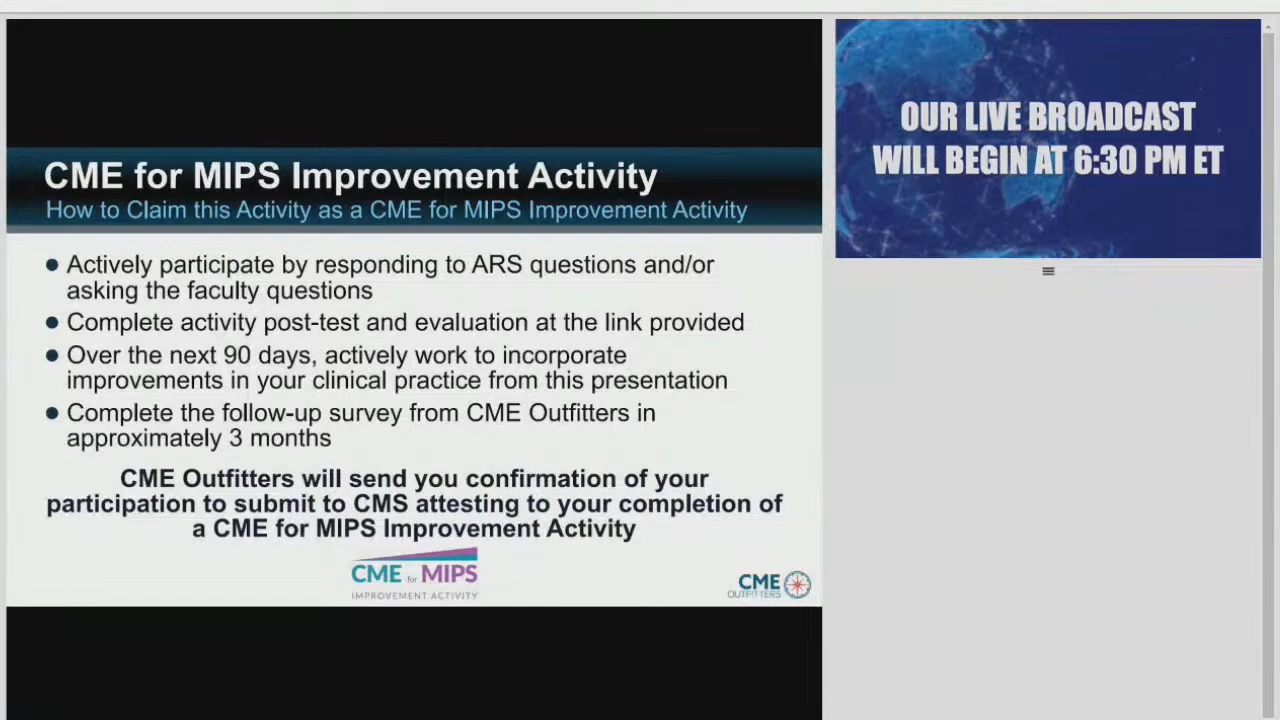 CME for MIPS Improvement Activity
How to Claim this Activity as a CME for MIPS Improvement Activity
● Actively participate by responding to ARS questions and/or
asking the faculty questions
● Complete activity post-test and evaluation at the link provided
● Over the next 90 days, actively work to incorporate
improvements in your clinical practice from this presentation
● Complete the follow-up survey from CME Outfitters in
approximately 3 months
CME Outfitters will send you confirmation of your
participation to submit to CMS attesting to your completion of
a CME for MIPS Improvement Activity
CME for MIPS
IMPROVEMENT ACTIVITY
CME
OUTFITTERS
OUR LIVE BROADCAST
WILL BEGIN AT 6:30 PM ET